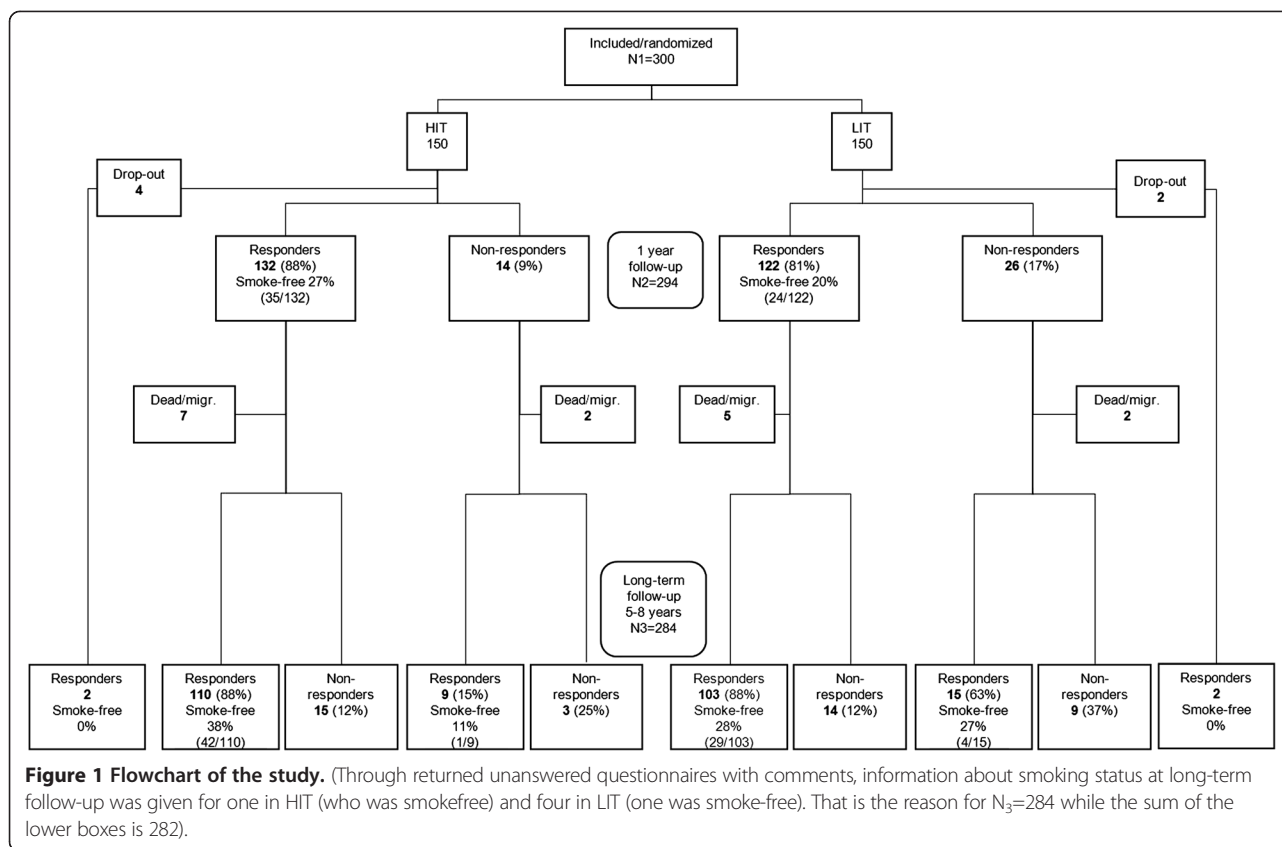 Included/randomized
N1=300
HIT
150
LIT
150
Drop-out
4
Drop-out
2
Responders
132 (88%)
Smoke-free 27%
(35/132)
Non-responders
14 (9%)
1 year
follow-up
N2=294
Responders
122 (81%)
Smoke-free 20%
(24/122)
Non-responders
26 (17%)
Dead/migr.
7
Dead/migr.
2
Dead/migr.
5
Dead/migr.
2
Long-term
follow-up
5-8 years
N3=284
Responders
2
Smoke-free
0%
Responders
110 (88%)
Smoke-free
38%
(42/110)
Non-
responders
15 (12%)
Responders
9 (15%)
Smoke-free
11%
(1/9)
Non-
responders
3 (25%)
Responders
103 (88%)
Smoke-free
28%
(29/103)
Non-
responders
14 (12%)
Responders
15 (63%)
Smoke-free
27%
(4/15)
Non-
responders
9 (37%)
Responders
2
Smoke-free
0%
Figure 1 Flowchart of the study. (Through returned unanswered questionnaires with comments, information about smoking status at long-term
follow-up was given for one in HIT (who was smokefree) and four in LIT (one was smoke-free). That is the reason for N₃=284 while the sum of the
lower boxes is 282).